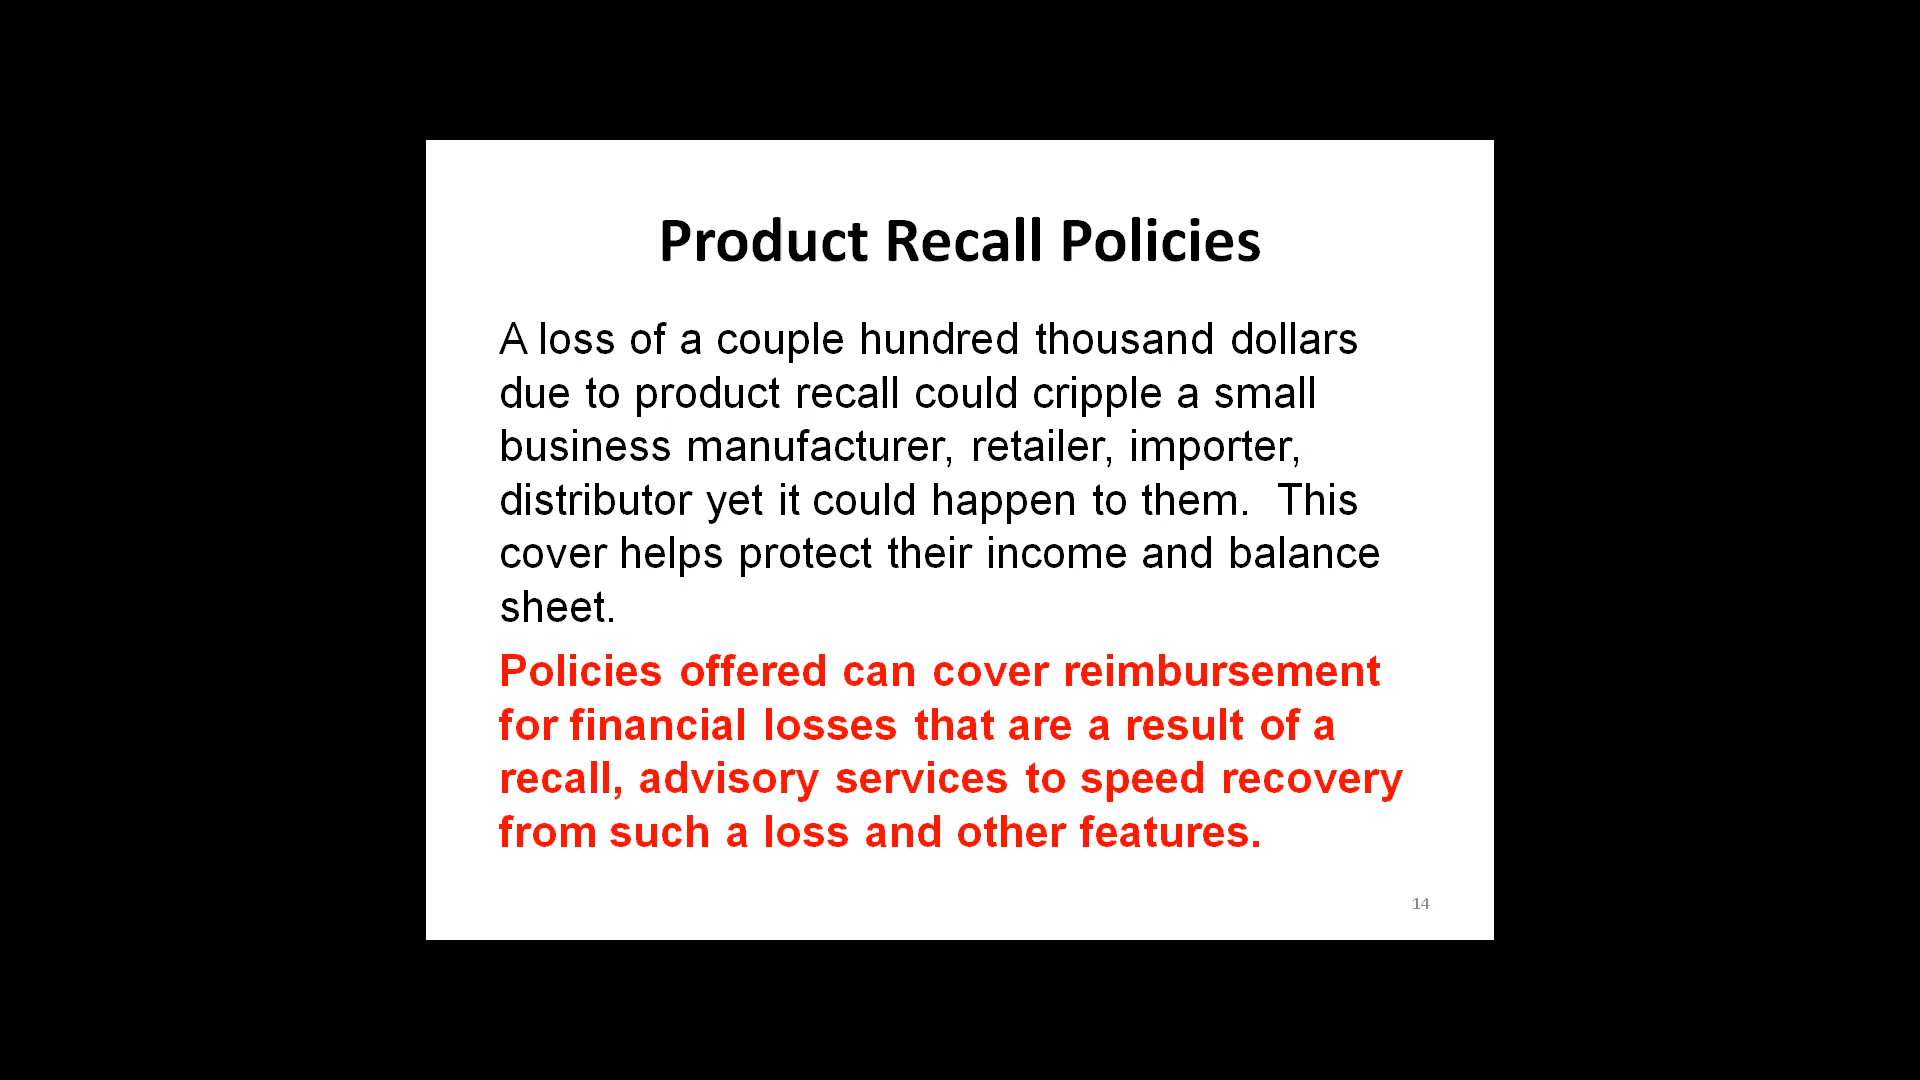 Product Recall Policies
A loss of a couple hundred thousand dollars
due to product recall could cripple a small
business manufacturer, retailer, importer,
distributor yet it could happen to them.  This
cover helps protect their income and balance
sheet.
Policies offered can cover reimbursement
for financial losses that are a result of a
recall, advisory services to speed recovery
from such a loss and other features.
14